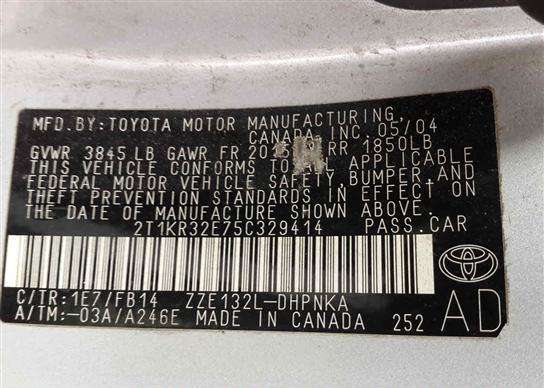 MFD.BY:TOYOTA MOTOR MANUFACTURING,
CANADA, INC. 05/04
GVWR 3845 LB GAWR FR RR 1850LB
THIS VEHICLE CONFORMS TO ALL APPLICABLE
FEDERAL MOTOR VEHICLE SAFETY, BUMPER, AND
THEFT PREVENTION STANDARDS IN EFFECT ON
THE DATE OF MANUFACTURE SHOWN ABOVE.
2T1KR32E75C329414 PASS.CAR
C/TR:1E7/FB14 ZZE132L-DHPNKA
A/TM:-03A/A246E MADE IN CANADA 252
AD